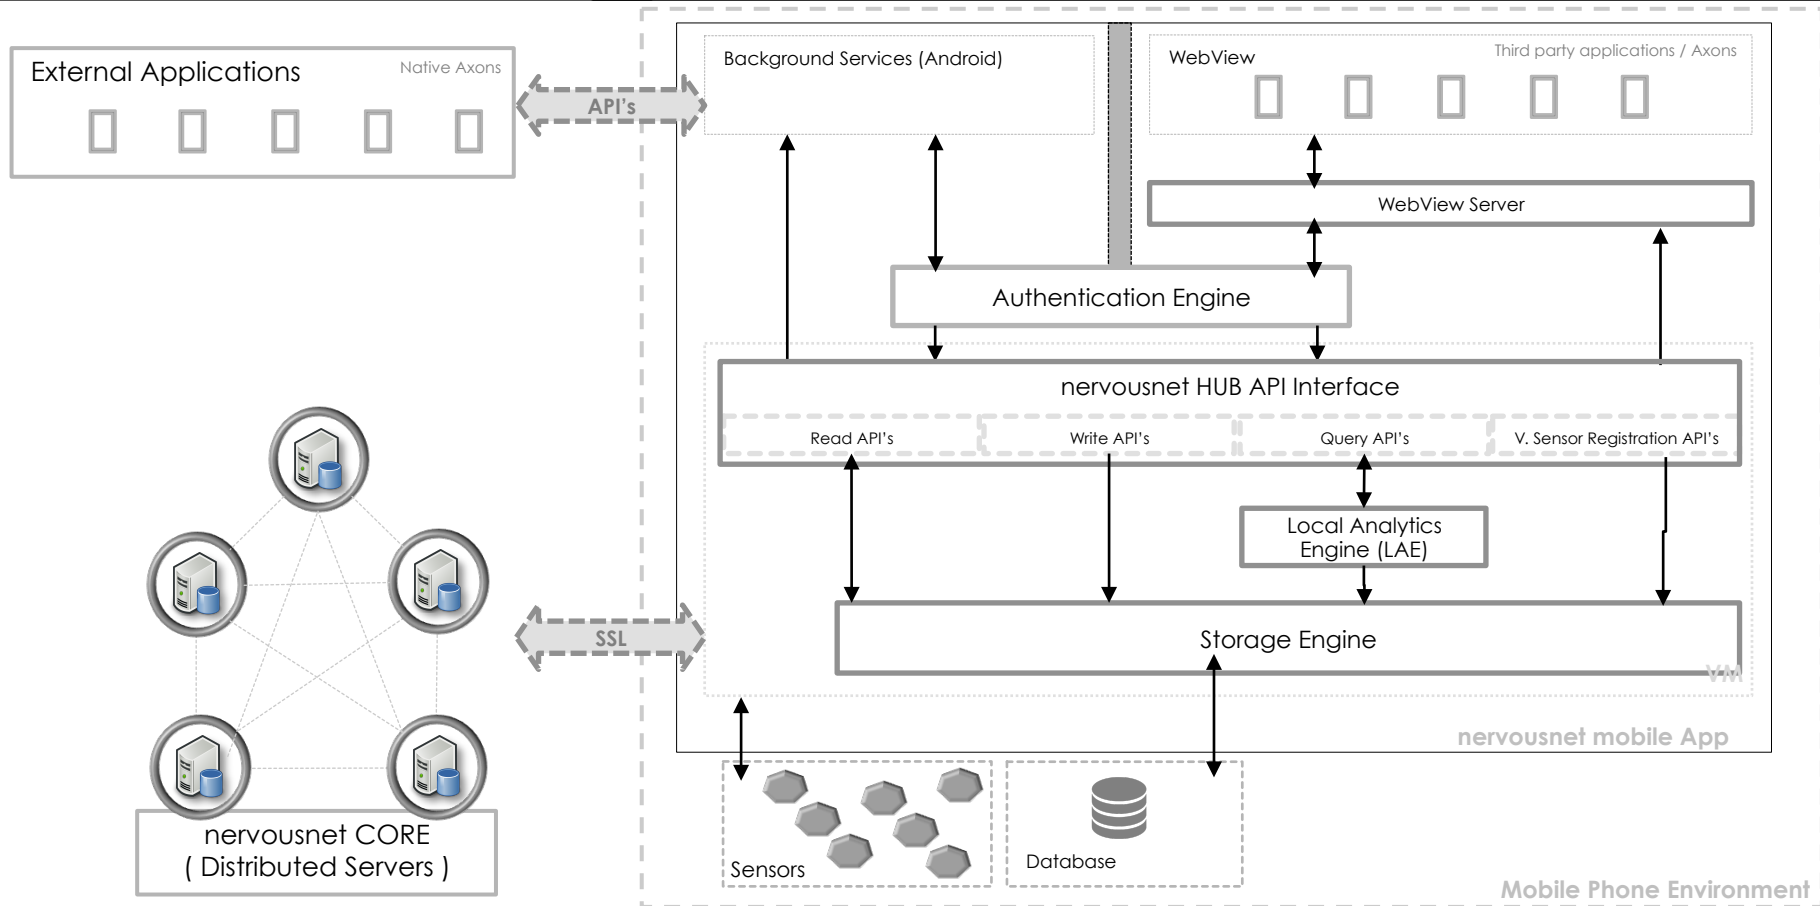 External Applications
Native Axons
API's
Background Services (Android)
WebView
Third party applications / Axons
WebView Server
Authentication Engine
nervousnet HUB API Interface
Read API's
Write API's
Query API's
V. Sensor Registration API's
Local Analytics
Engine (LAE)
SSL
Storage Engine
VM
nervousnet mobile App
nervousnet CORE
( Distributed Servers )
Sensors
Database
Mobile Phone Environment